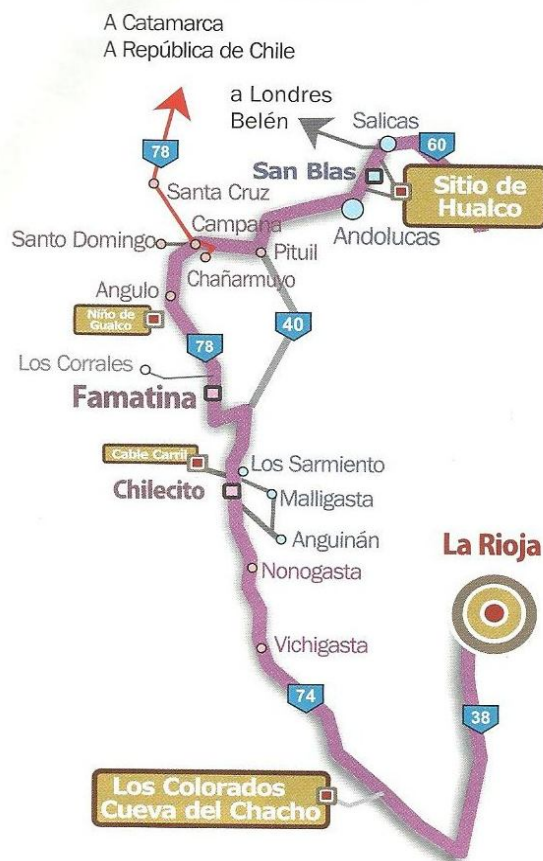 A Catamarca
A República de Chile
a Londres
Belén
Salicas
60
78
San Blas
Santa Cruz
Sitio de
Hualco
Campana
Andolucas
Santo Domingo
Pituil
Chañarmuyo
Angulo
Niño de
Gualco
40
78
Los Corrales
Famatina
Cable Carril
Los Sarmiento
Chilecito
Malligasta
Anguinán
La Rioja
Nonogasta
Vichigasta
74
38
Los Colorados
Cueva del Chacho